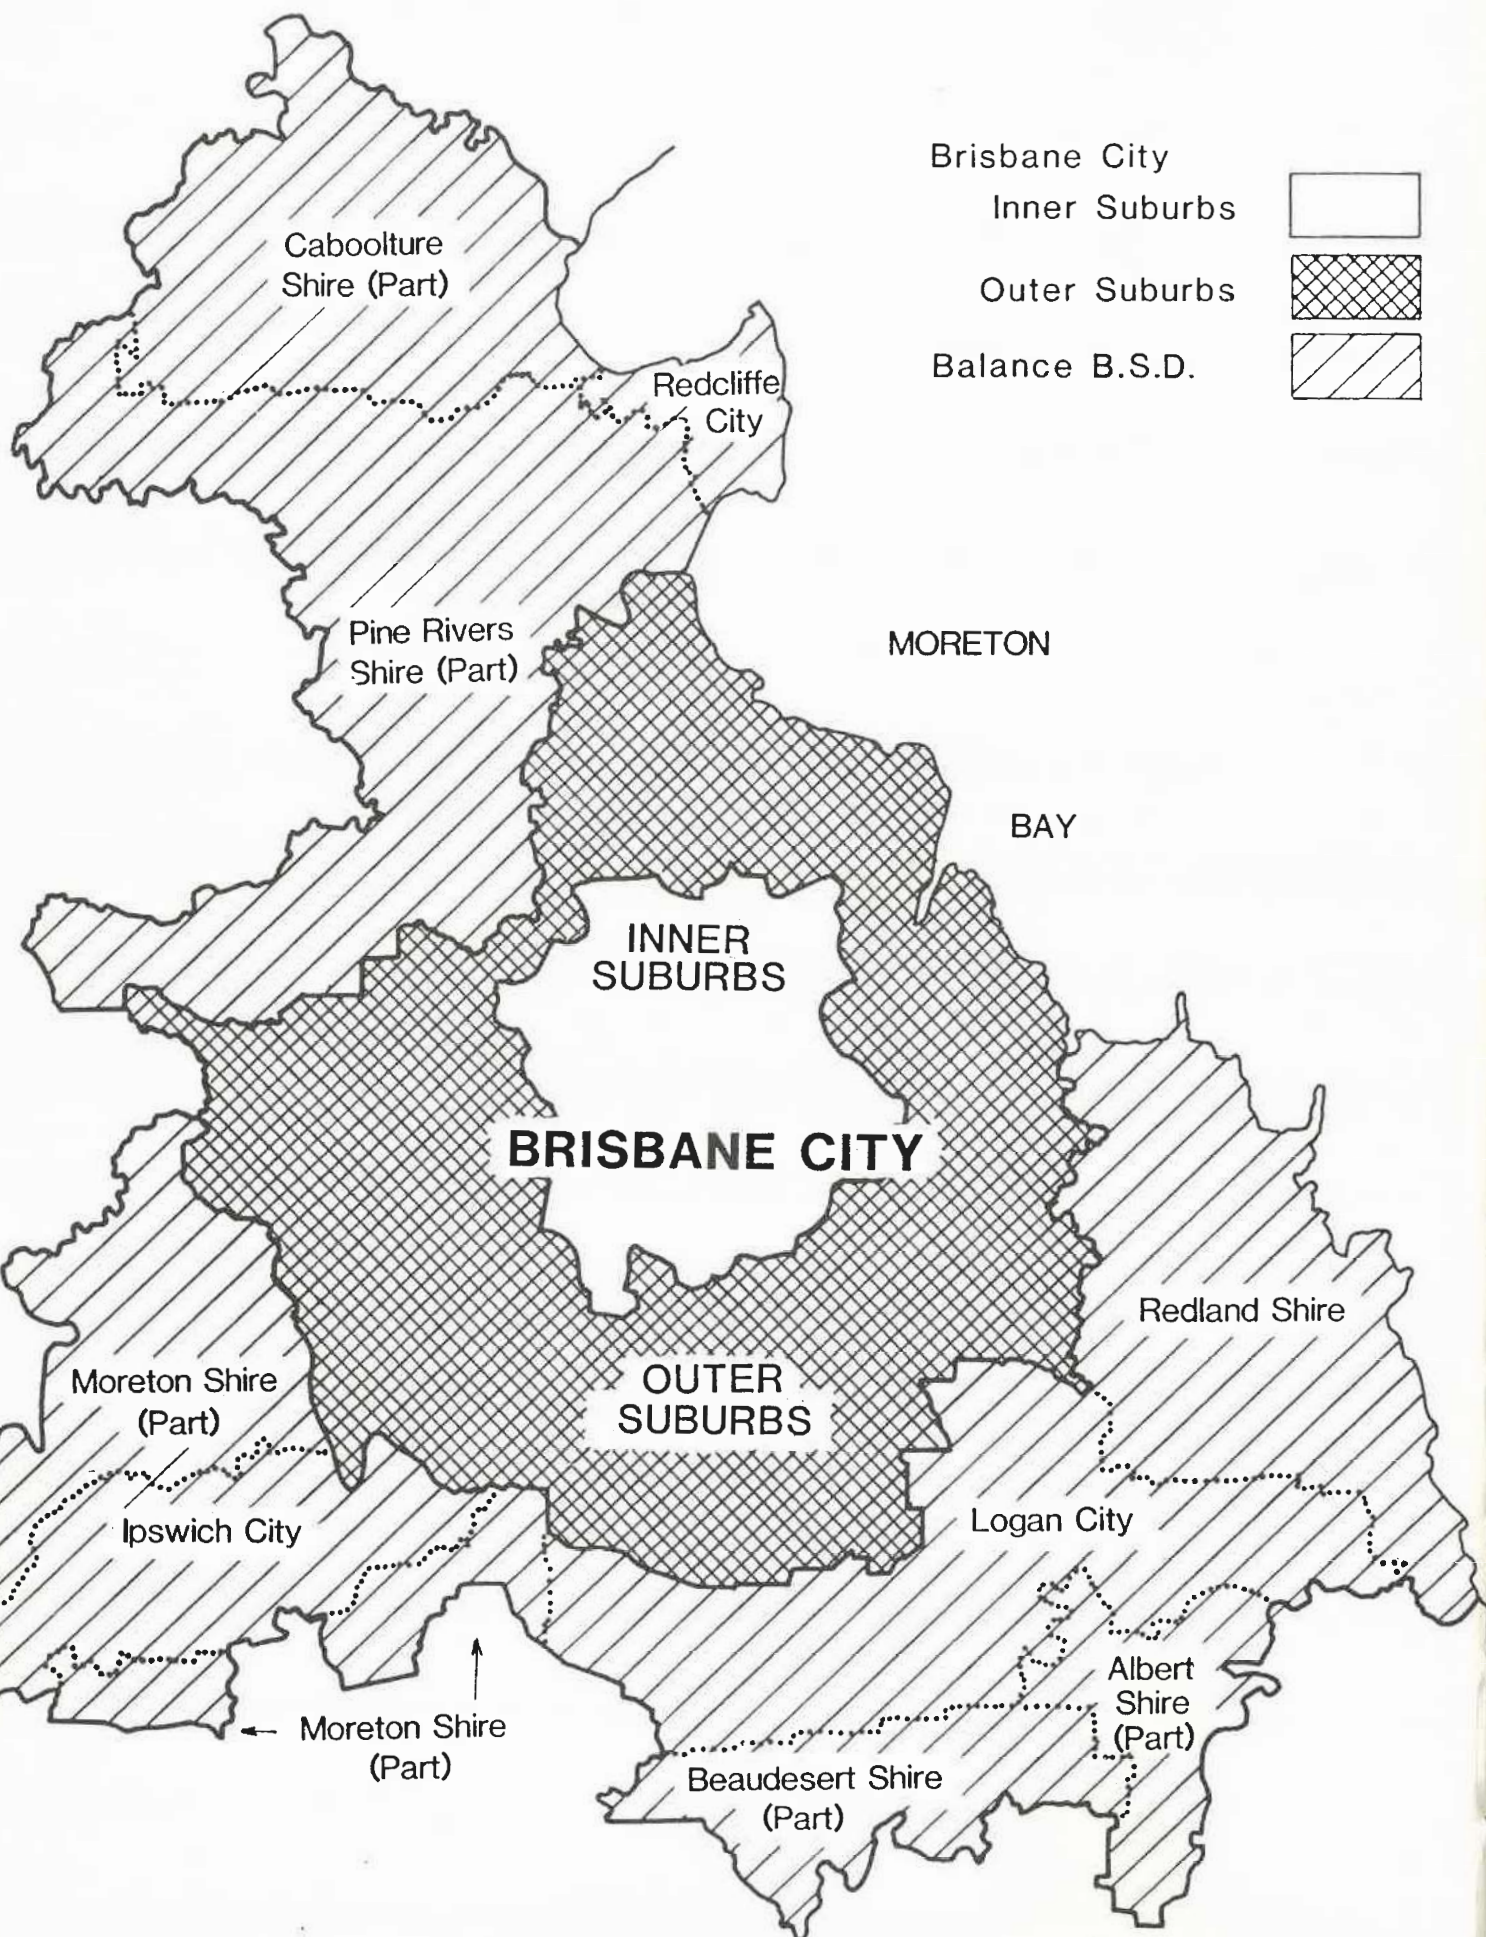 Brisbane City
Inner Suburbs
Outer Suburbs
Balance B.S.D.
Caboolture
Shire (Part)
Redcliffe
City
Pine Rivers
Shire (Part)
MORETON
BAY
INNER
SUBURBS
BRISBANE CITY
Redland Shire
OUTER
SUBURBS
Moreton Shire
(Part)
Ipswich City
Logan City
Albert
Shire
(Part)
Moreton Shire
(Part)
Beaudesert Shire
(Part)